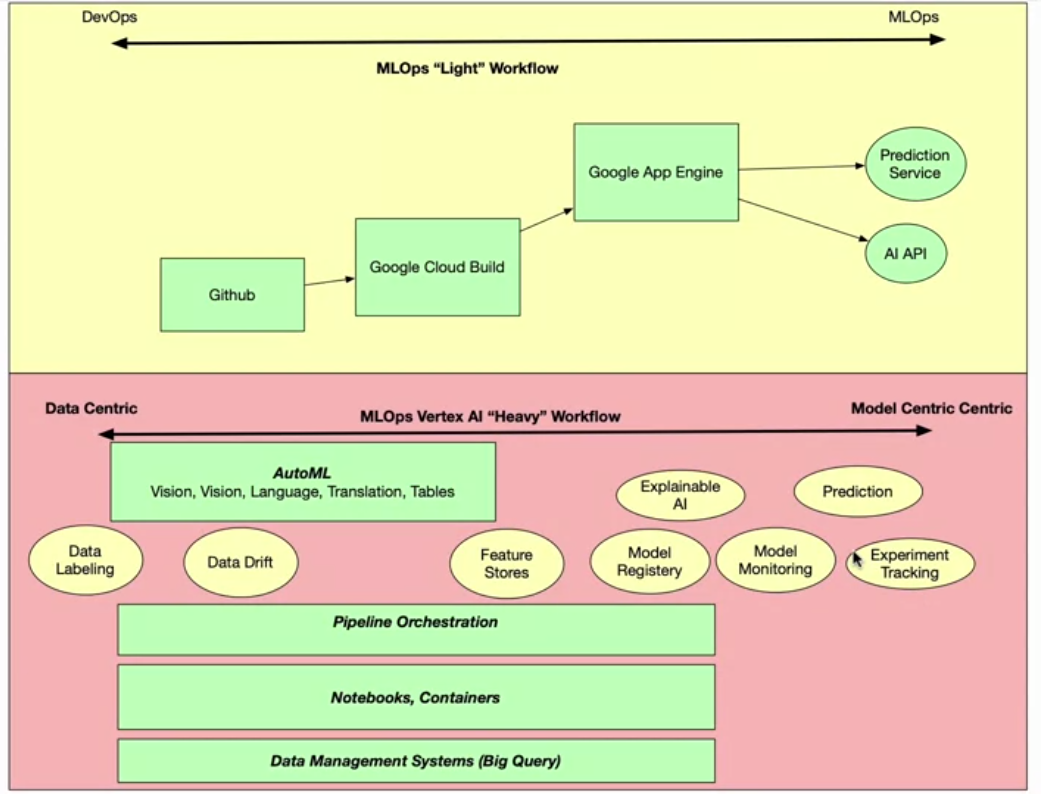 DevOps
MLOps
MLOps “Light” Workflow
Google App Engine
Prediction
Service
Google Cloud Build
AI API
Github
Data Centric
MLOps Vertex AI “Heavy” Workflow
Model Centric Centric
AutoML
Vision, Vision, Language, Translation, Tables
Explainable
AI
Prediction
Data
Labeling
Data Drift
Feature
Stores
Model
Registery
Model
Monitoring
Experiment
Tracking
Pipeline Orchestration
Notebooks, Containers
Data Management Systems (Big Query)